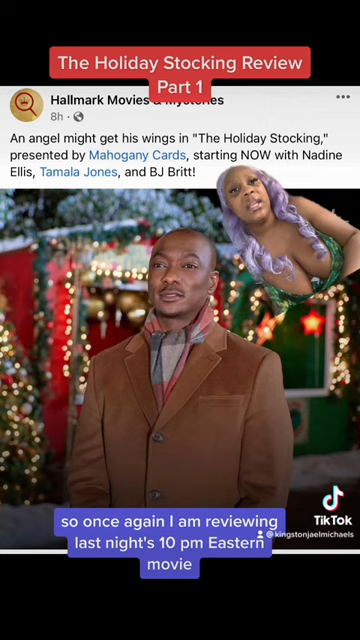 The Holiday Stocking Review
Part 1
Hallmark Movies & Mysteries
8h ·
An angel might get his wings in "The Holiday Stocking,"
presented by Mahogany Cards, starting NOW with Nadine
Ellis, Tamala Jones, and BJ Britt!
TikTok
@kingstonjaelmichaels
so once again I am reviewing
last night's 10 pm Eastern
movie